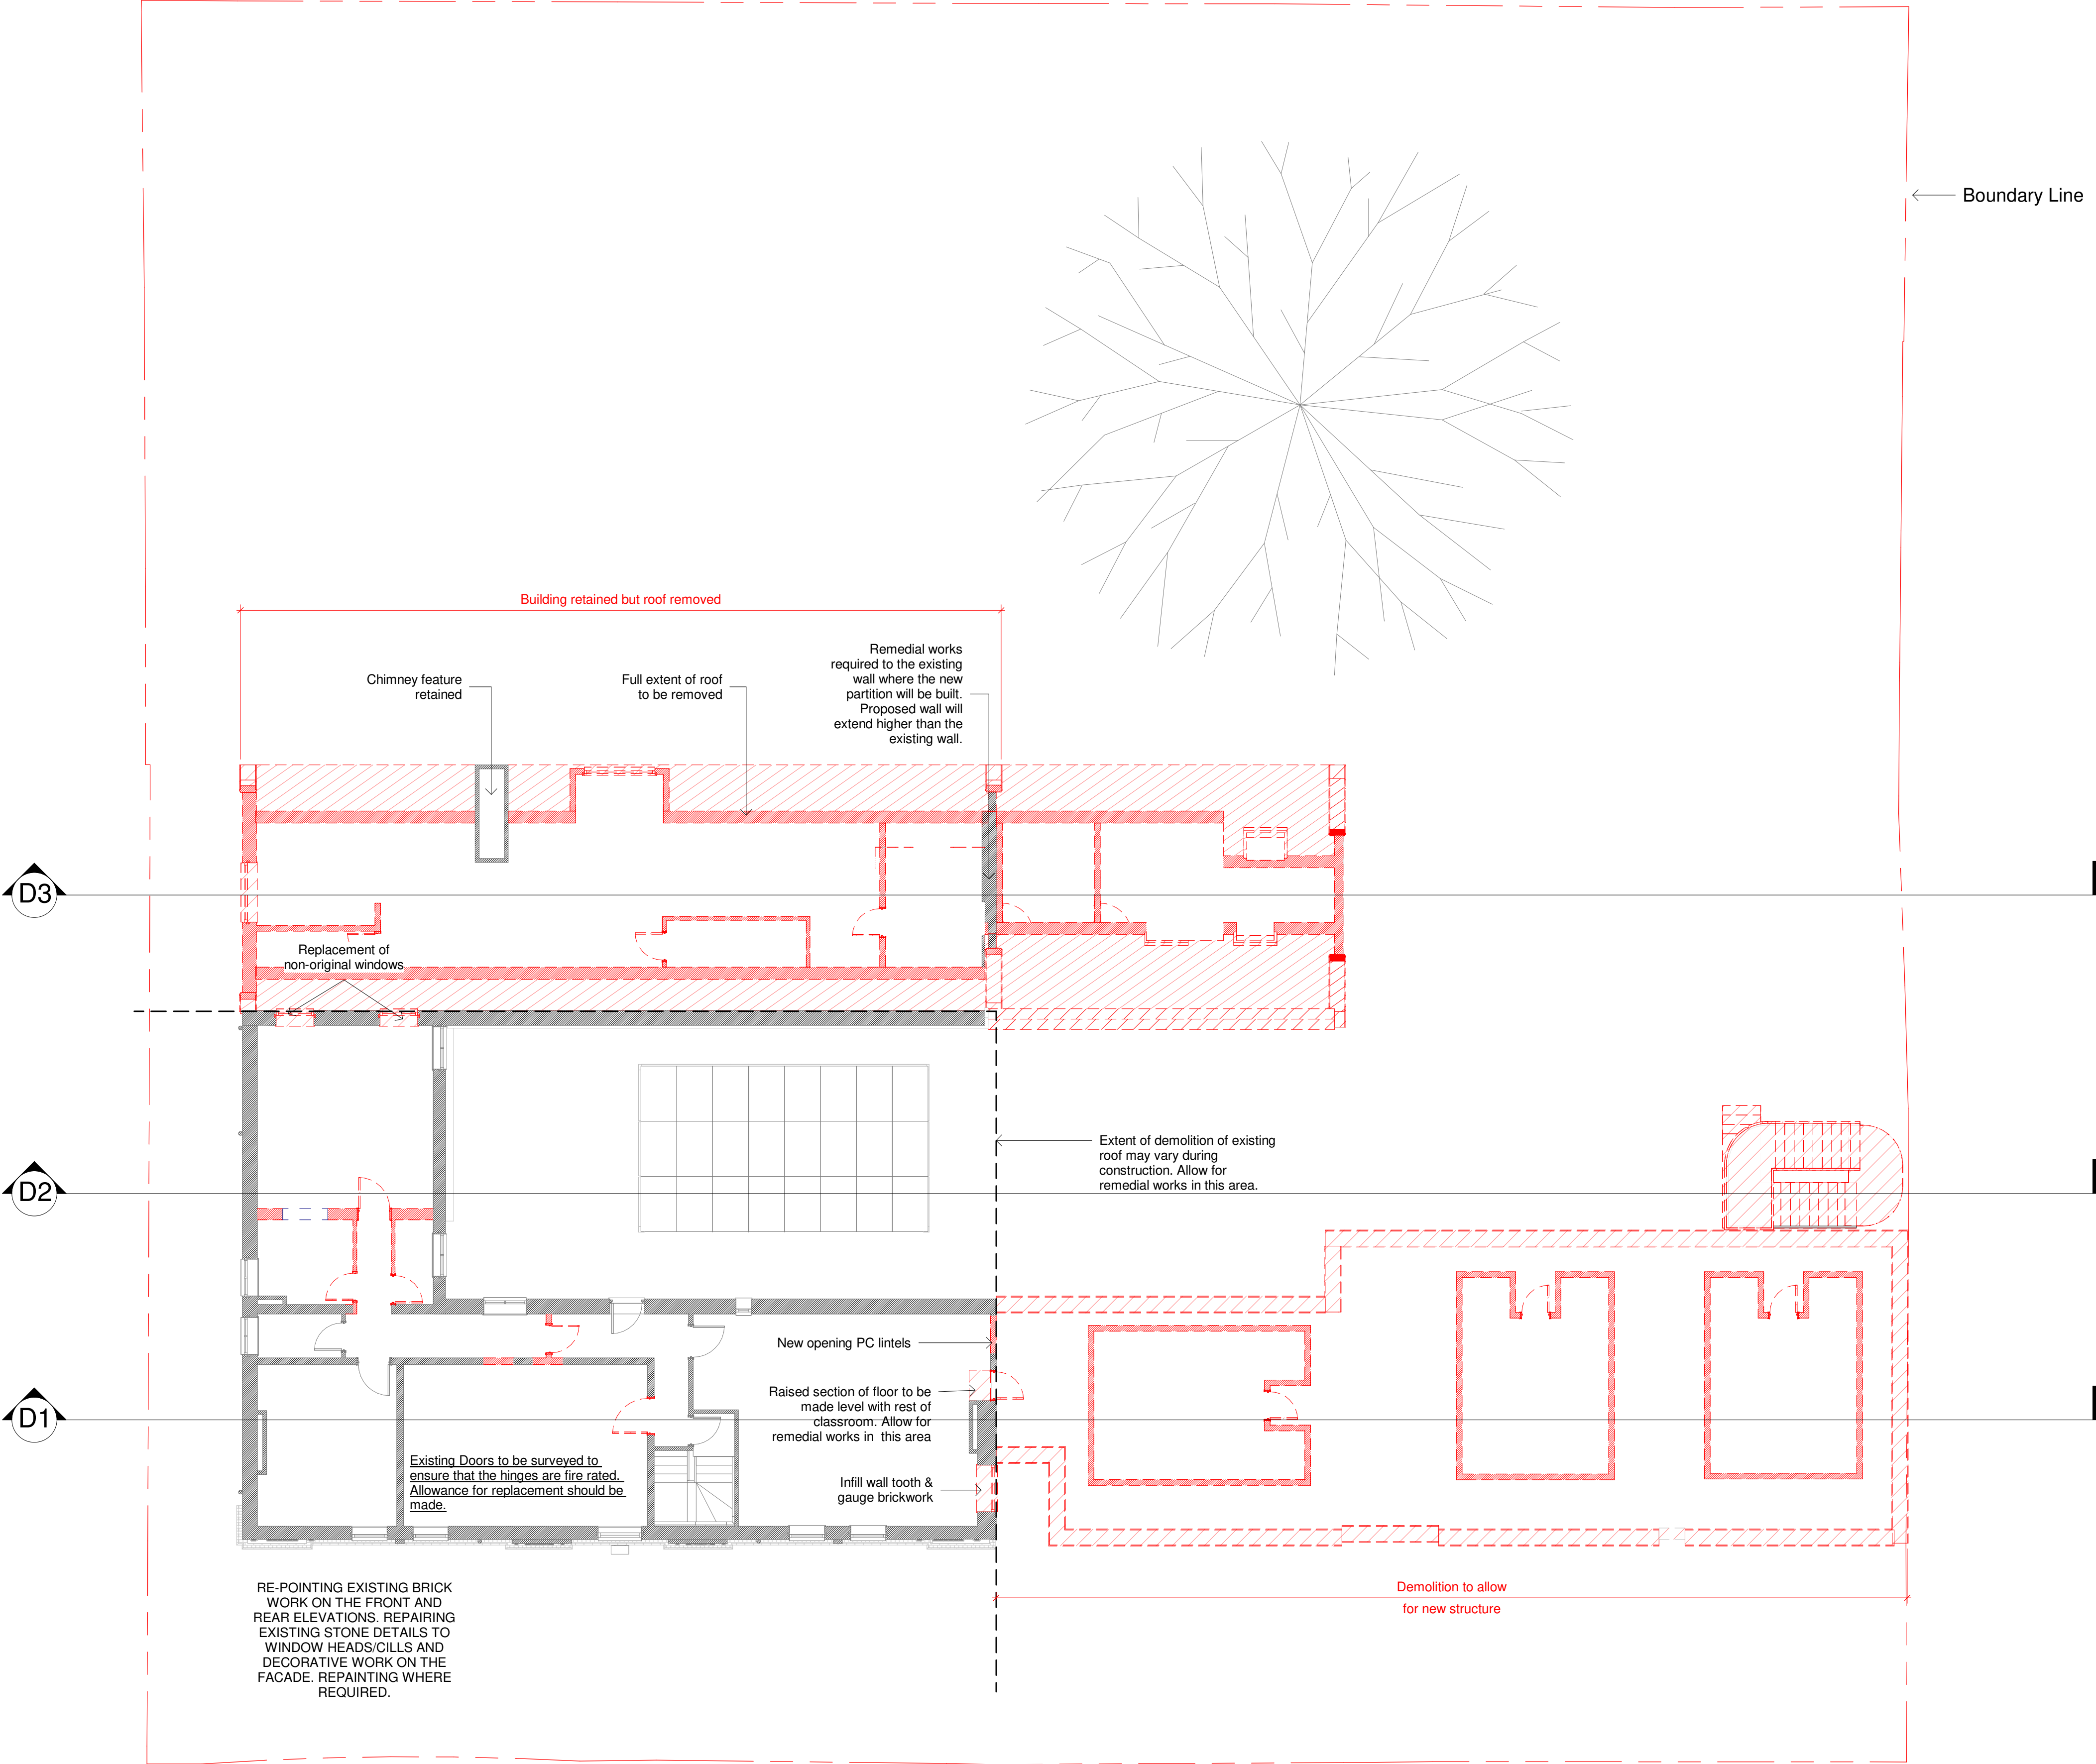 Boundary Line
Building retained but roof removed
Chimney feature
retained
Full extent of roof
to be removed
Remedial works
required to the existing
wall where the new
partition will be built.
Proposed wall will
extend higher than the
existing wall.
D3
Replacement of
non-original windows
Extent of demolition of existing
roof may vary during
construction. Allow for
remedial works in this area.
D2
New opening PC lintels
Raised section of floor to be
made level with rest of
classroom. Allow for
remedial works in this area
D1
Existing Doors to be surveyed to
ensure that the hinges are fire rated.
Allowance for replacement should be
made.
Infill wall tooth &
gauge brickwork
RE-POINTING EXISTING BRICK
WORK ON THE FRONT AND
REAR ELEVATIONS. REPAIRING
EXISTING STONE DETAILS TO
WINDOW HEADS/CILLS AND
DECORATIVE WORK ON THE
FACADE. REPAINTING WHERE
REQUIRED.
Demolition to allow
for new structure